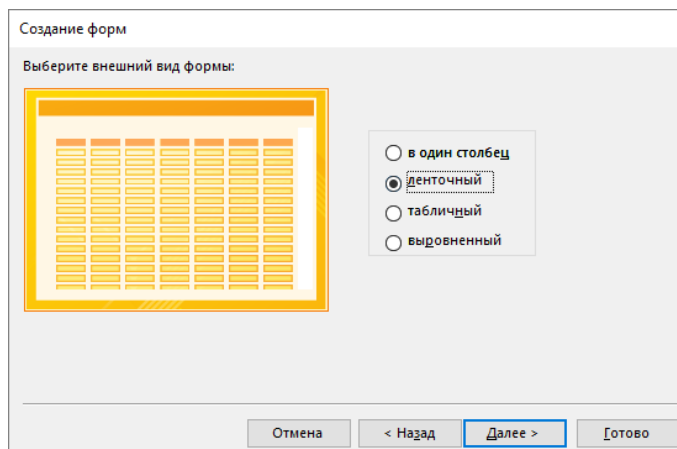 Создание форм
Выберите внешний вид формы:
в один столбец
ленточный
табличный
выровненный
Отмена
< Назад
Далее >
Готово